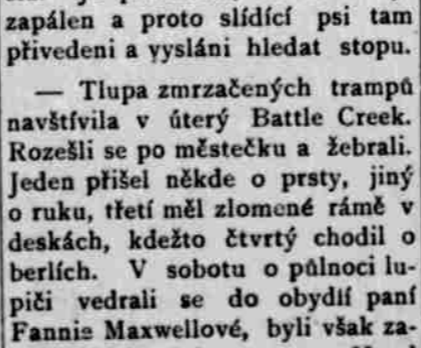 zapálen a proto slídící psi tam
přivedeni a vysláni hledat stopu.
— Tlupa zmrzačených trampů
navštívila v úterý Battle Creek.
Rozešli se po městečku a žebrali.
Jeden přišel někde o prsty, jiný
o ruku, třetí měl zlomené rámě v
deskách, kdežto čtvrtý chodil o
berlích. V sobotu o půlnoci lu-
piči vedrali se do obydlí paní
Fannie Maxwellové, byli však za-